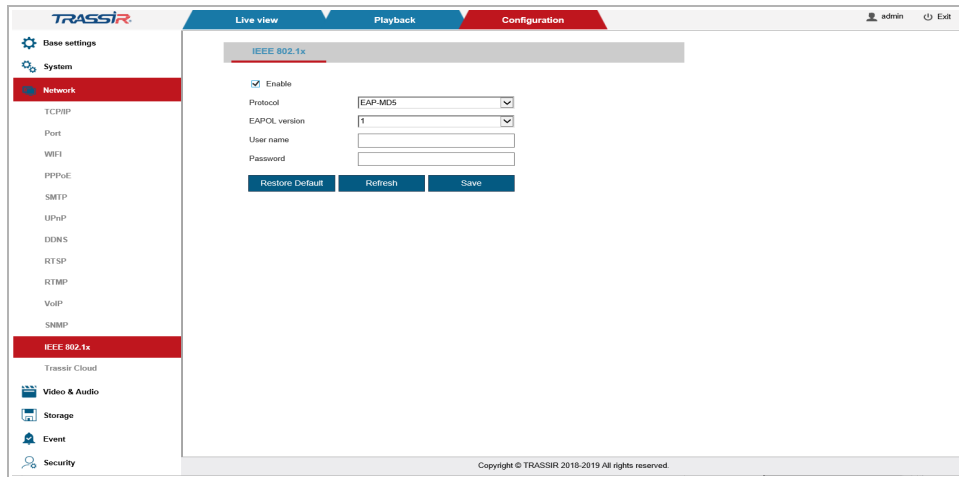 TRASSIR
Live view
Playback
Configuration
admin
Exit
Base settings
System
Network
TCP/IP
Port
WIFI
PPPoE
SMTP
UPnP
DDNS
RTSP
RTMP
VoIP
SNMP
IEEE 802.1x
Trassir Cloud
Video & Audio
Storage
Event
Security
IEEE 802.1x
Enable
Protocol EAP-MD5
EAPOL version 1
User name
Password
Restore Default Refresh Save
Copyright © TRASSIR 2018-2019 All rights reserved.